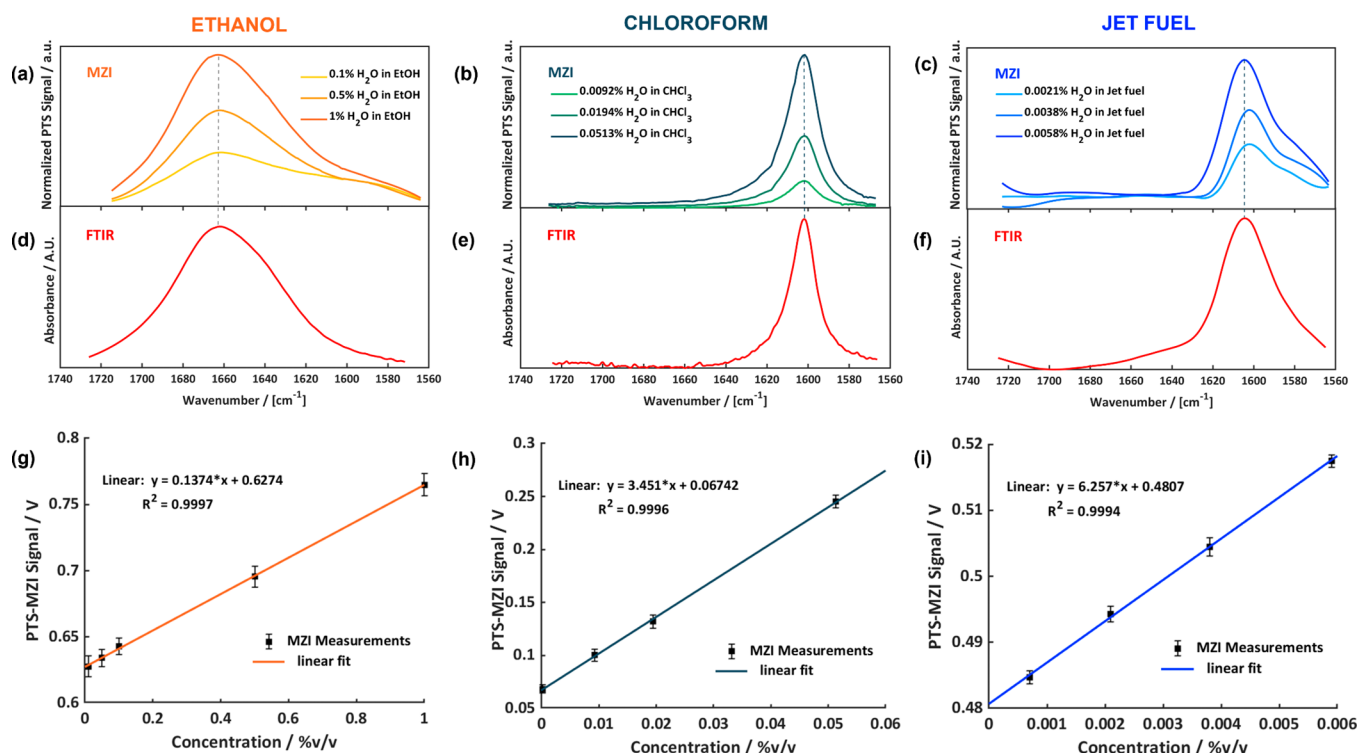 ETHANOL
CHLOROFORM
JET FUEL
(a)
MZI
0.1% H₂O in EtOH
0.5% H₂O in EtOH
1% H₂O in EtOH
Normalized PTS Signal / a.u.
(b)
MZI
0.0092% H₂O in CHCl₃
0.0194% H₂O in CHCl₃
0.0513% H₂O in CHCl₃
Normalized PTS Signal / a.u.
(c)
MZI
0.0021% H₂O in Jet fuel
0.0038% H₂O in Jet fuel
0.0058% H₂O in Jet fuel
Normalized PTS Signal / a.u.
(d)
FTIR
Absorbance / A.U.
1740 1720 1700 1680 1660 1640 1620 1600 1580 1560
Wavenumber / [cm⁻¹]
(e)
FTIR
Absorbance / A.U.
1740 1720 1700 1680 1660 1640 1620 1600 1580 1560
Wavenumber / [cm⁻¹]
(f)
FTIR
Absorbance / A.U.
1740 1720 1700 1680 1660 1640 1620 1600 1580 1560
Wavenumber / [cm⁻¹]
(g)
0.8
0.75
0.7
0.65
0.6
PTS-MZI Signal / V
Linear: y = 0.1374*x + 0.6274
R² = 0.9997
MZI Measurements
linear fit
0 0.2 0.4 0.6 0.8 1
Concentration / %v/v
(h)
0.3
0.25
0.2
0.15
0.1
0.05
PTS-MZI Signal / V
Linear: y = 3.451*x + 0.06742
R² = 0.9996
MZI Measurements
linear fit
0 0.01 0.02 0.03 0.04 0.05 0.06
Concentration / %v/v
(i)
0.52
0.51
0.5
0.49
0.48
PTS-MZI Signal / V
Linear: y = 6.257*x + 0.4807
R² = 0.9994
MZI Measurements
linear fit
0 0.001 0.002 0.003 0.004 0.005 0.006
Concentration / %v/v